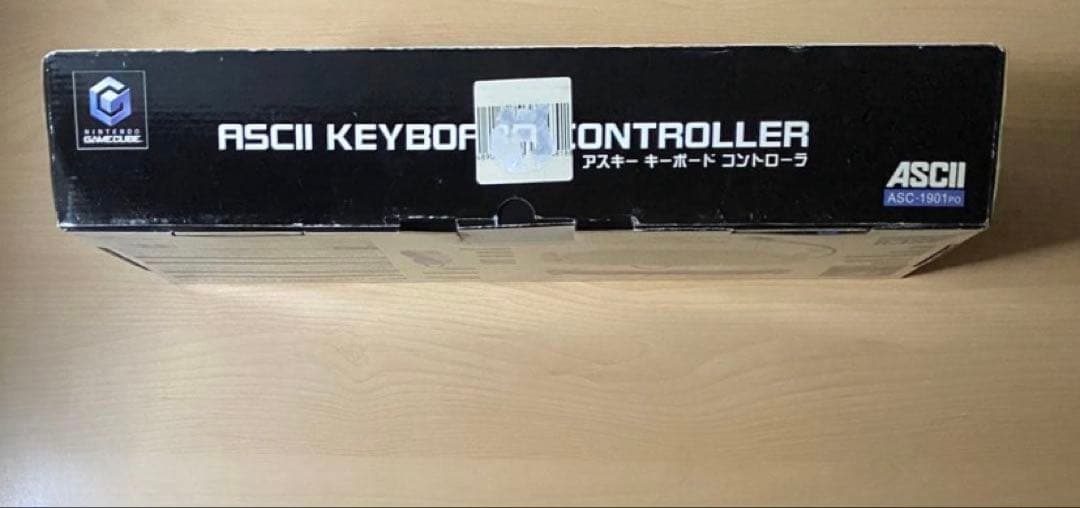 NINTENDO
GAMECUBE
ASCII KEYBOARD CONTROLLER
アスキー キーボード コントローラ
ASCII
ASC-1901PO